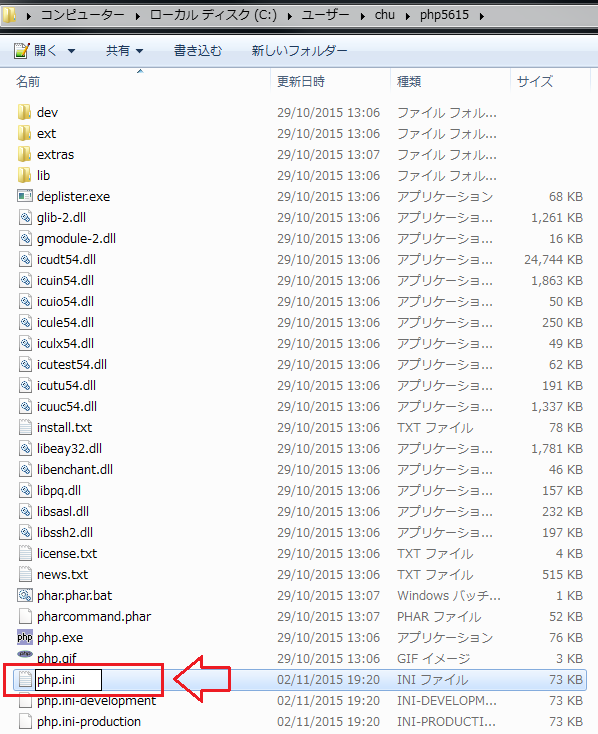 コンピューター ▸ ローカル ディスク (C:) ▸ ユーザー ▸ chu ▸ php5615 ▸
開く 共有 書き込む 新しいフォルダー
名前 更新日時 種類 サイズ
dev 29/10/2015 13:06 ファイル フォル...
ext 29/10/2015 13:06 ファイル フォル...
extras 29/10/2015 13:07 ファイル フォル...
lib 29/10/2015 13:06 ファイル フォル...
deplister.exe 29/10/2015 13:06 アプリケーション 68 KB
glib-2.dll 29/10/2015 13:06 アプリケーショ... 1,261 KB
gmodule-2.dll 29/10/2015 13:06 アプリケーショ... 16 KB
icudt54.dll 29/10/2015 13:06 アプリケーショ... 24,744 KB
icuin54.dll 29/10/2015 13:06 アプリケーショ... 1,863 KB
icuio54.dll 29/10/2015 13:06 アプリケーショ... 50 KB
icule54.dll 29/10/2015 13:06 アプリケーショ... 250 KB
iculx54.dll 29/10/2015 13:06 アプリケーショ... 49 KB
icutest54.dll 29/10/2015 13:06 アプリケーショ... 62 KB
icutu54.dll 29/10/2015 13:06 アプリケーショ... 191 KB
icuuc54.dll 29/10/2015 13:06 アプリケーショ... 1,337 KB
install.txt 29/10/2015 13:06 TXT ファイル 78 KB
libeay32.dll 29/10/2015 13:06 アプリケーショ... 1,781 KB
libenchant.dll 29/10/2015 13:06 アプリケーショ... 46 KB
libpq.dll 29/10/2015 13:06 アプリケーショ... 157 KB
libsasl.dll 29/10/2015 13:06 アプリケーショ... 232 KB
libssh2.dll 29/10/2015 13:06 アプリケーショ... 197 KB
license.txt 29/10/2015 13:06 TXT ファイル 4 KB
news.txt 29/10/2015 13:06 TXT ファイル 515 KB
phar.phar.bat 29/10/2015 13:07 Windows バッチ... 1 KB
pharcommand.phar 29/10/2015 13:07 PHAR ファイル 52 KB
php php.exe 29/10/2015 13:06 アプリケーション 76 KB
php.gif 29/10/2015 13:06 GIF イメージ 3 KB
php.ini 02/11/2015 19:20 INI ファイル 73 KB
php.ini-development 02/11/2015 19:20 INI-DEVELOPM... 73 KB
php.ini-production 02/11/2015 19:20 INI-PRODUCTI... 73 KB